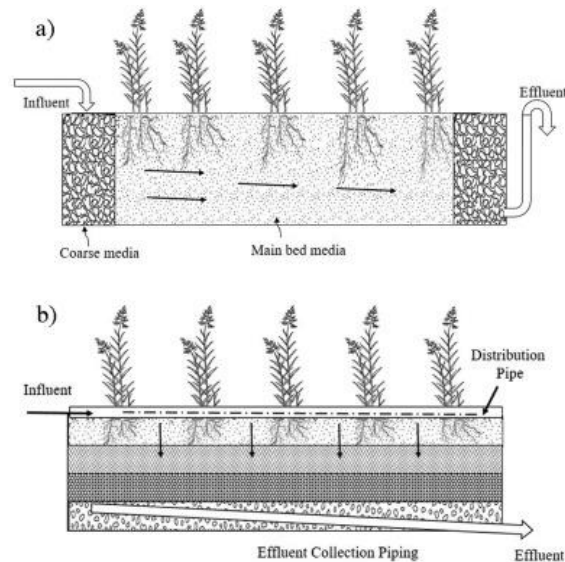 a)
Influent
Effluent
Coarse media
Main bed media
b)
Distribution
Pipe
Influent
Effluent Collection Piping
Effluent